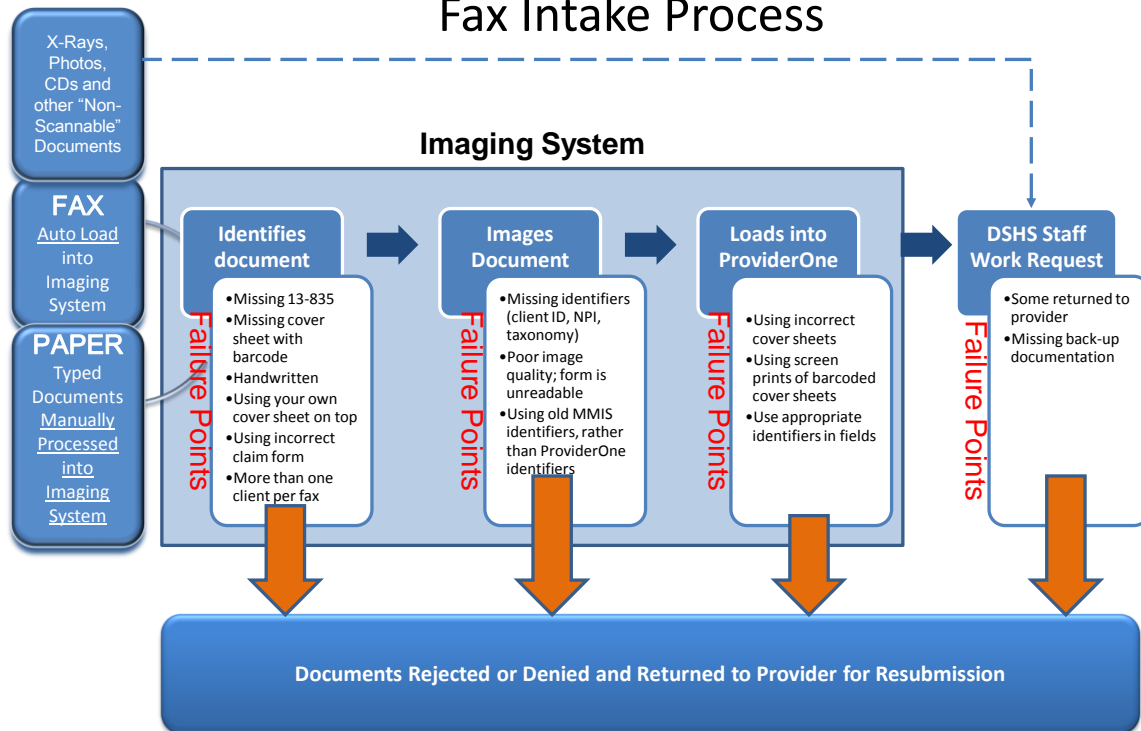 Fax Intake Process
X-Rays,
Photos,
CDs and
other “Non-
Scannable”
Documents
FAX
Auto Load
into
Imaging
System
PAPER
Typed
Documents
Manually
Processed
into
Imaging
System
Imaging System
Identifies
document
•Missing 13-835
•Missing cover
sheet with
barcode
•Handwritten
•Using your own
cover sheet on top
•Using incorrect
claim form
•More than one
client per fax
Failure Points
Images
Document
•Missing identifiers
(client ID, NPI,
taxonomy)
•Poor image
quality; form is
unreadable
•Using old MMIS
identifiers, rather
than ProviderOne
identifiers
Failure Points
Loads into
ProviderOne
•Using incorrect
cover sheets
•Using screen
prints of barcoded
cover sheets
•Use appropriate
identifiers in fields
Failure Points
DSHS Staff
Work Request
•Some returned to
provider
•Missing back-up
documentation
Failure Points
Documents Rejected or Denied and Returned to Provider for Resubmission